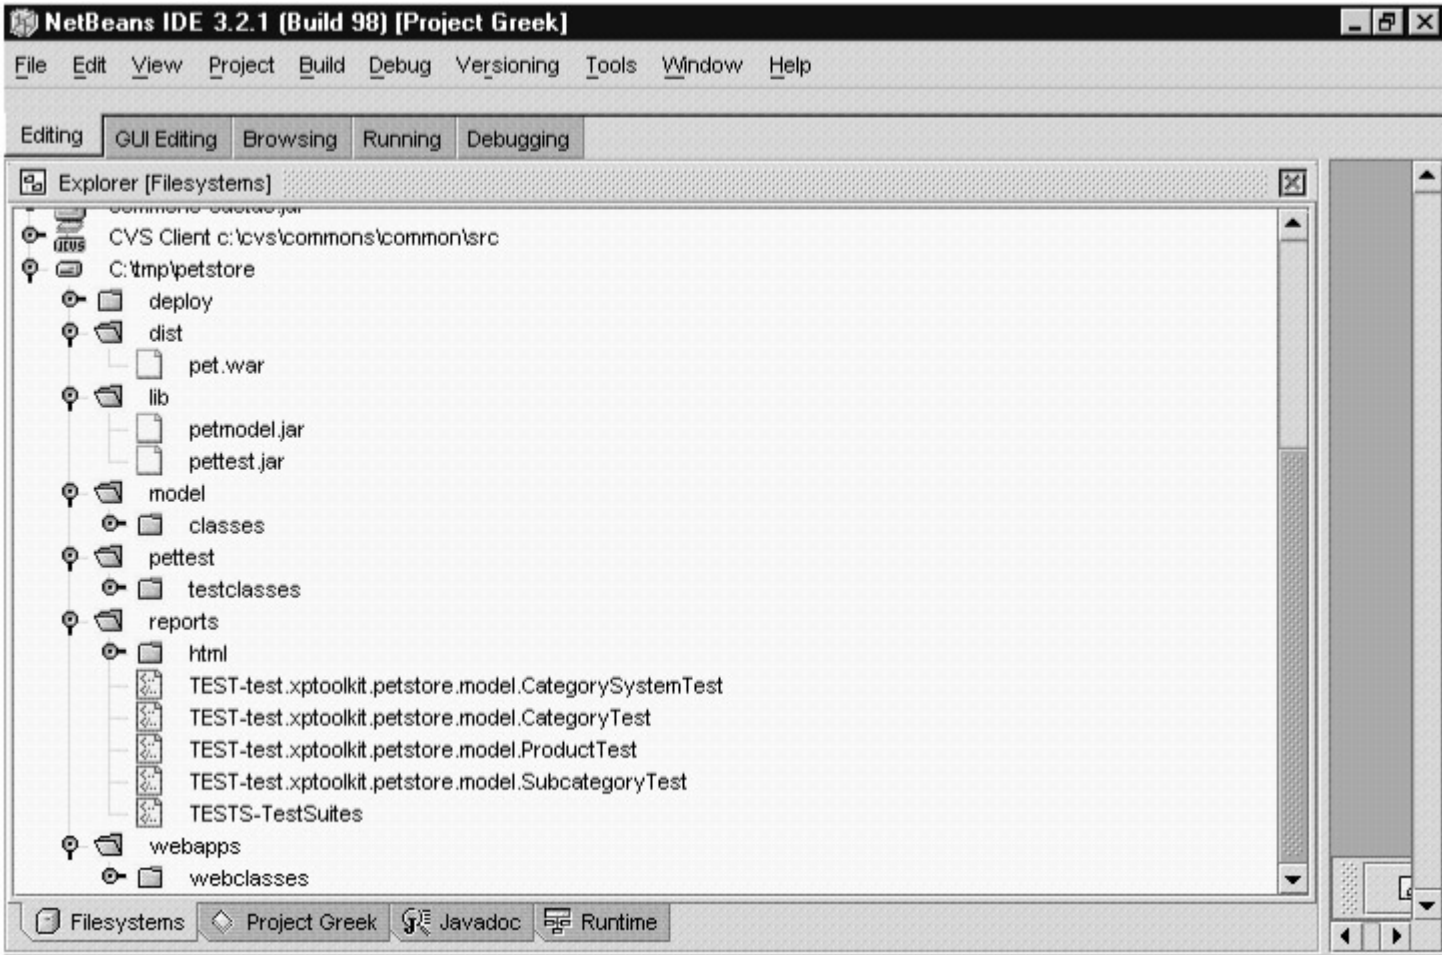 NetBeans IDE 3.2.1 (Build 98) [Project Greek]
File Edit View Project Build Debug Versioning Tools Window Help
Editing GUI Editing Browsing Running Debugging
Explorer [Filesystems]
CVS Client c:\cvs\commons\common\src
C:\tmp\petstore
deploy
dist
pet.war
lib
petmodel.jar
pettest.jar
model
classes
pettest
testclasses
reports
html
TEST-test.xptoolkit.petstore.model.CategorySystemTest
TEST-test.xptoolkit.petstore.model.CategoryTest
TEST-test.xptoolkit.petstore.model.ProductTest
TEST-test.xptoolkit.petstore.model.SubcategoryTest
TESTS-TestSuites
webapps
webclasses
Filesystems Project Greek Javadoc Runtime